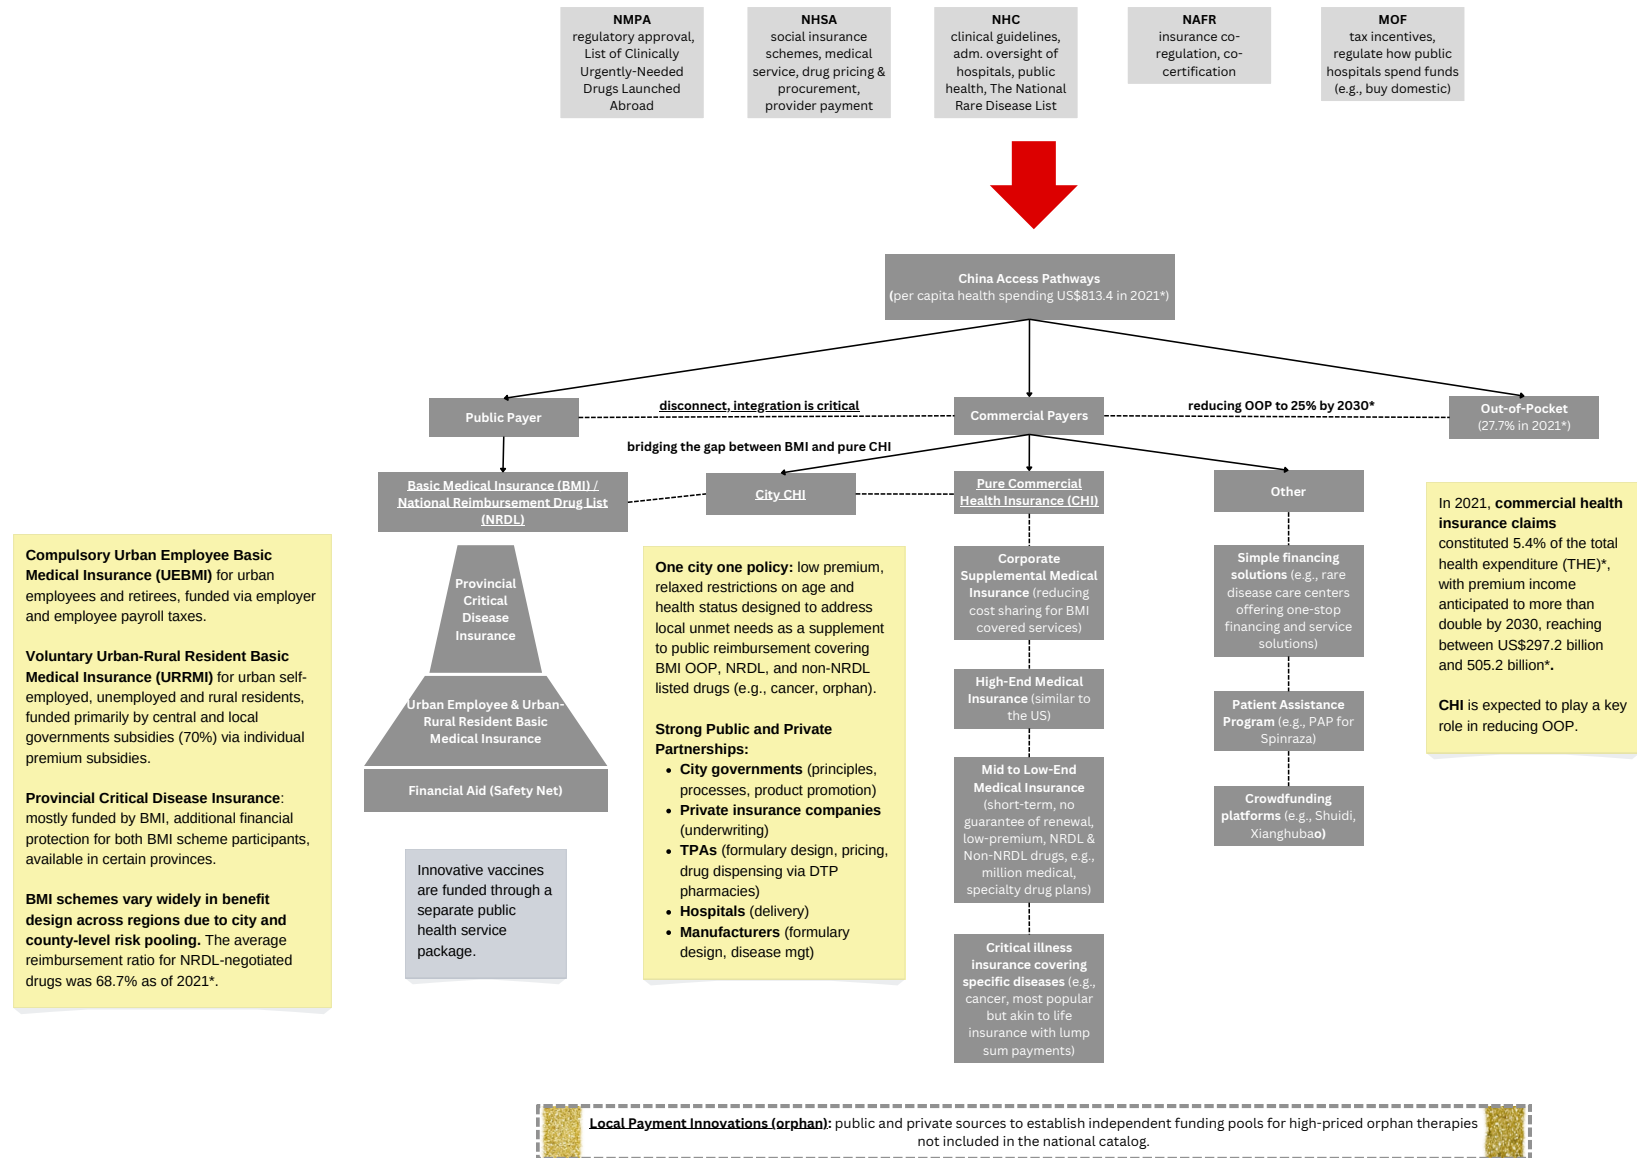 NMPA
regulatory approval,
List of Clinically
Urgently-Needed
Drugs Launched
Abroad
NHSA
social insurance
schemes, medical
service, drug pricing &
procurement,
provider payment
NHC
clinical guidelines,
adm. oversight of
hospitals, public
health, The National
Rare Disease List
NAFR
insurance co-
regulation, co-
certification
MOF
tax incentives,
regulate how public
hospitals spend funds
(e.g., buy domestic)
China Access Pathways
(per capita health spending US$813.4 in 2021*)
Public Payer
disconnect, integration is critical
Commercial Payers
reducing OOP to 25% by 2030*
Out-of-Pocket
(27.7% in 2021*)
bridging the gap between BMI and pure CHI
Basic Medical Insurance (BMI) /
National Reimbursement Drug List
(NRDL)
City CHI
Pure Commercial
Health Insurance (CHI)
Other
Compulsory Urban Employee Basic
Medical Insurance (UEBMI) for urban
employees and retirees, funded via employer
and employee payroll taxes.
Voluntary Urban-Rural Resident Basic
Medical Insurance (URRMI) for urban self-
employed, unemployed and rural residents,
funded primarily by central and local
governments subsidies (70%) via individual
premium subsidies.
Provincial Critical Disease Insurance:
mostly funded by BMI, additional financial
protection for both BMI scheme participants,
available in certain provinces.
BMI schemes vary widely in benefit
design across regions due to city and
county-level risk pooling. The average
reimbursement ratio for NRDL-negotiated
drugs was 68.7% as of 2021*.
Provincial
Critical
Disease
Insurance
Urban Employee & Urban-
Rural Resident Basic
Medical Insurance
Financial Aid (Safety Net)
Innovative vaccines
are funded through a
separate public
health service
package.
One city one policy: low premium,
relaxed restrictions on age and
health status designed to address
local unmet needs as a supplement
to public reimbursement covering
BMI OOP, NRDL, and non-NRDL
listed drugs (e.g., cancer, orphan).
Strong Public and Private
Partnerships:
• City governments (principles,
processes, product promotion)
• Private insurance companies
(underwriting)
• TPAs (formulary design, pricing,
drug dispensing via DTP
pharmacies)
• Hospitals (delivery)
• Manufacturers (formulary
design, disease mgt)
Corporate
Supplemental Medical
Insurance (reducing
cost sharing for BMI
covered services)
High-End Medical
Insurance (similar to
the US)
Mid to Low-End
Medical Insurance
(short-term, no
guarantee of renewal,
low-premium, NRDL &
Non-NRDL drugs, e.g.,
million medical,
specialty drug plans)
Critical illness
insurance covering
specific diseases (e.g.,
cancer, most popular
but akin to life
insurance with lump
sum payments)
Simple financing
solutions (e.g., rare
disease care centers
offering one-stop
financing and service
solutions)
Patient Assistance
Program (e.g., PAP for
Spinraza)
Crowdfunding
platforms (e.g., Shuidi,
Xianghubao)
In 2021, commercial health
insurance claims
constituted 5.4% of the total
health expenditure (THE)*,
with premium income
anticipated to more than
double by 2030, reaching
between US$297.2 billion
and 505.2 billion*.
CHI is expected to play a key
role in reducing OOP.
Local Payment Innovations (orphan): public and private sources to establish independent funding pools for high-priced orphan therapies
not included in the national catalog.